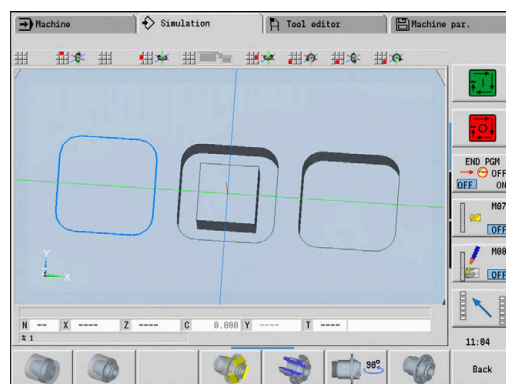 Machine
Simulation
Tool editor
Machine par.
END PGM
OFF
OFF ON
M07
OFF
M08
OFF
Y
Z X
N -- X ---- Z ---- C 0.000 Y ---- T ----
% 1
11:04
90°
Back